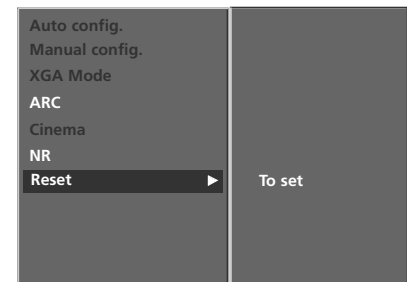 Auto config.
Manual config.
XGA Mode
ARC
Cinema
NR
Reset ▶ To set